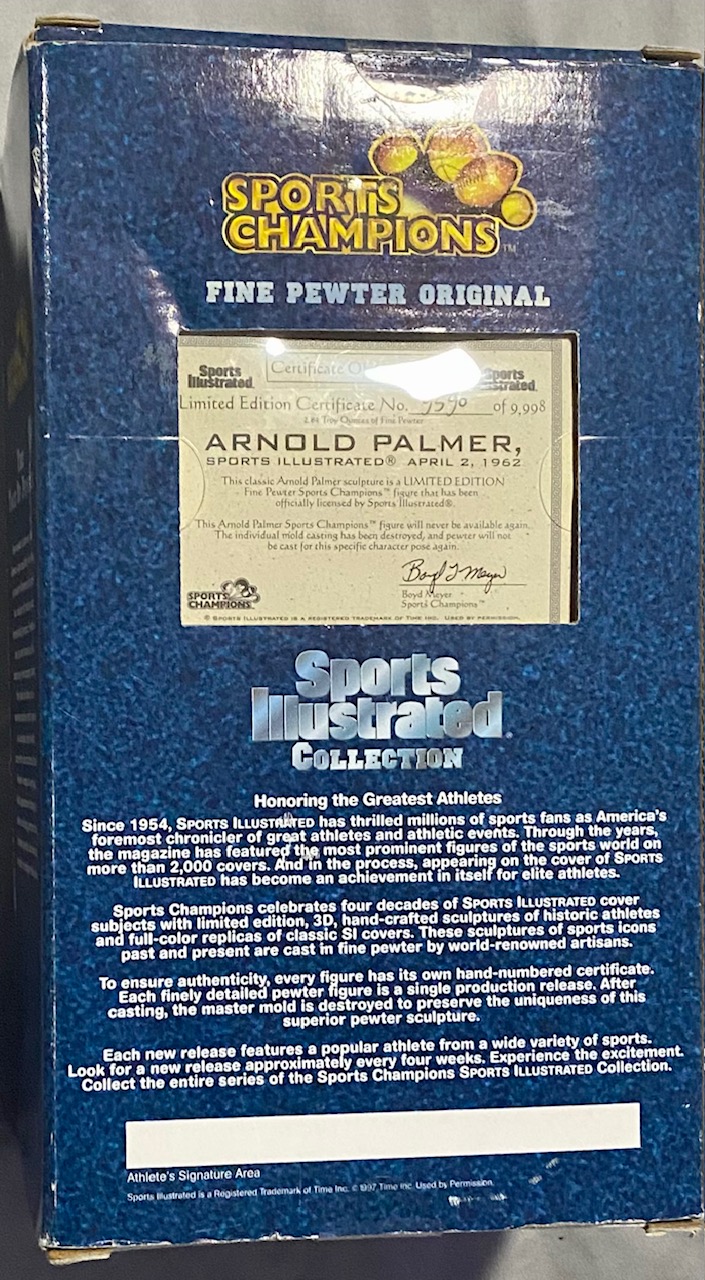 SPORTS
CHAMPIONS™
FINE PEWTER ORIGINAL
Sports
Illustrated
Certificate
Sports
Illustrated
Limited Edition Certificate No. of 9,998
Troy Ounces of Fine Pewter
ARNOLD PALMER,
SPORTS ILLUSTRATED® APRIL 2, 1962
This classic Arnold Palmer sculpture is a LIMITED EDITION
Fine Pewter Sports Champions™ figure that has been
officially licensed by Sports Illustrated®.
This Arnold Palmer Sports Champions™ figure will never be available again.
The individual mold casting has been destroyed, and pewter will not
be cast for this specific character pose again.
Boyd J Meyer
Boyd Meyer
Sports Champions™
SPORTS
CHAMPIONS
© SPORTS ILLUSTRATED IS A REGISTERED TRADEMARK OF TIME INC. USED BY PERMISSION.
Sports
Illustrated.
COLLECTION
Honoring the Greatest Athletes
Since 1954, SPORTS ILLUSTRATED has thrilled millions of sports fans as America's
foremost chronicler of great athletes and athletic events. Through the years,
the magazine has featured the most prominent figures of the sports world on
more than 2,000 covers. And in the process, appearing on the cover of SPORTS
ILLUSTRATED has become an achievement in itself for elite athletes.
Sports Champions celebrates four decades of SPORTS ILLUSTRATED cover
subjects with limited edition, 3D, hand-crafted sculptures of historic athletes
and full-color replicas of classic SI covers. These sculptures of sports icons
past and present are cast in fine pewter by world-renowned artisans.
To ensure authenticity, every figure has its own hand-numbered certificate.
Each finely detailed pewter figure is a single production release. After
casting, the master mold is destroyed to preserve the uniqueness of this
superior pewter sculpture.
Each new release features a popular athlete from a wide variety of sports.
Look for a new release approximately every four weeks. Experience the excitement.
Collect the entire series of the Sports Champions SPORTS ILLUSTRATED Collection.
Athlete's Signature Area
Sports Illustrated is a Registered Trademark of Time Inc. © 1997 Time Inc. Used by Permission.